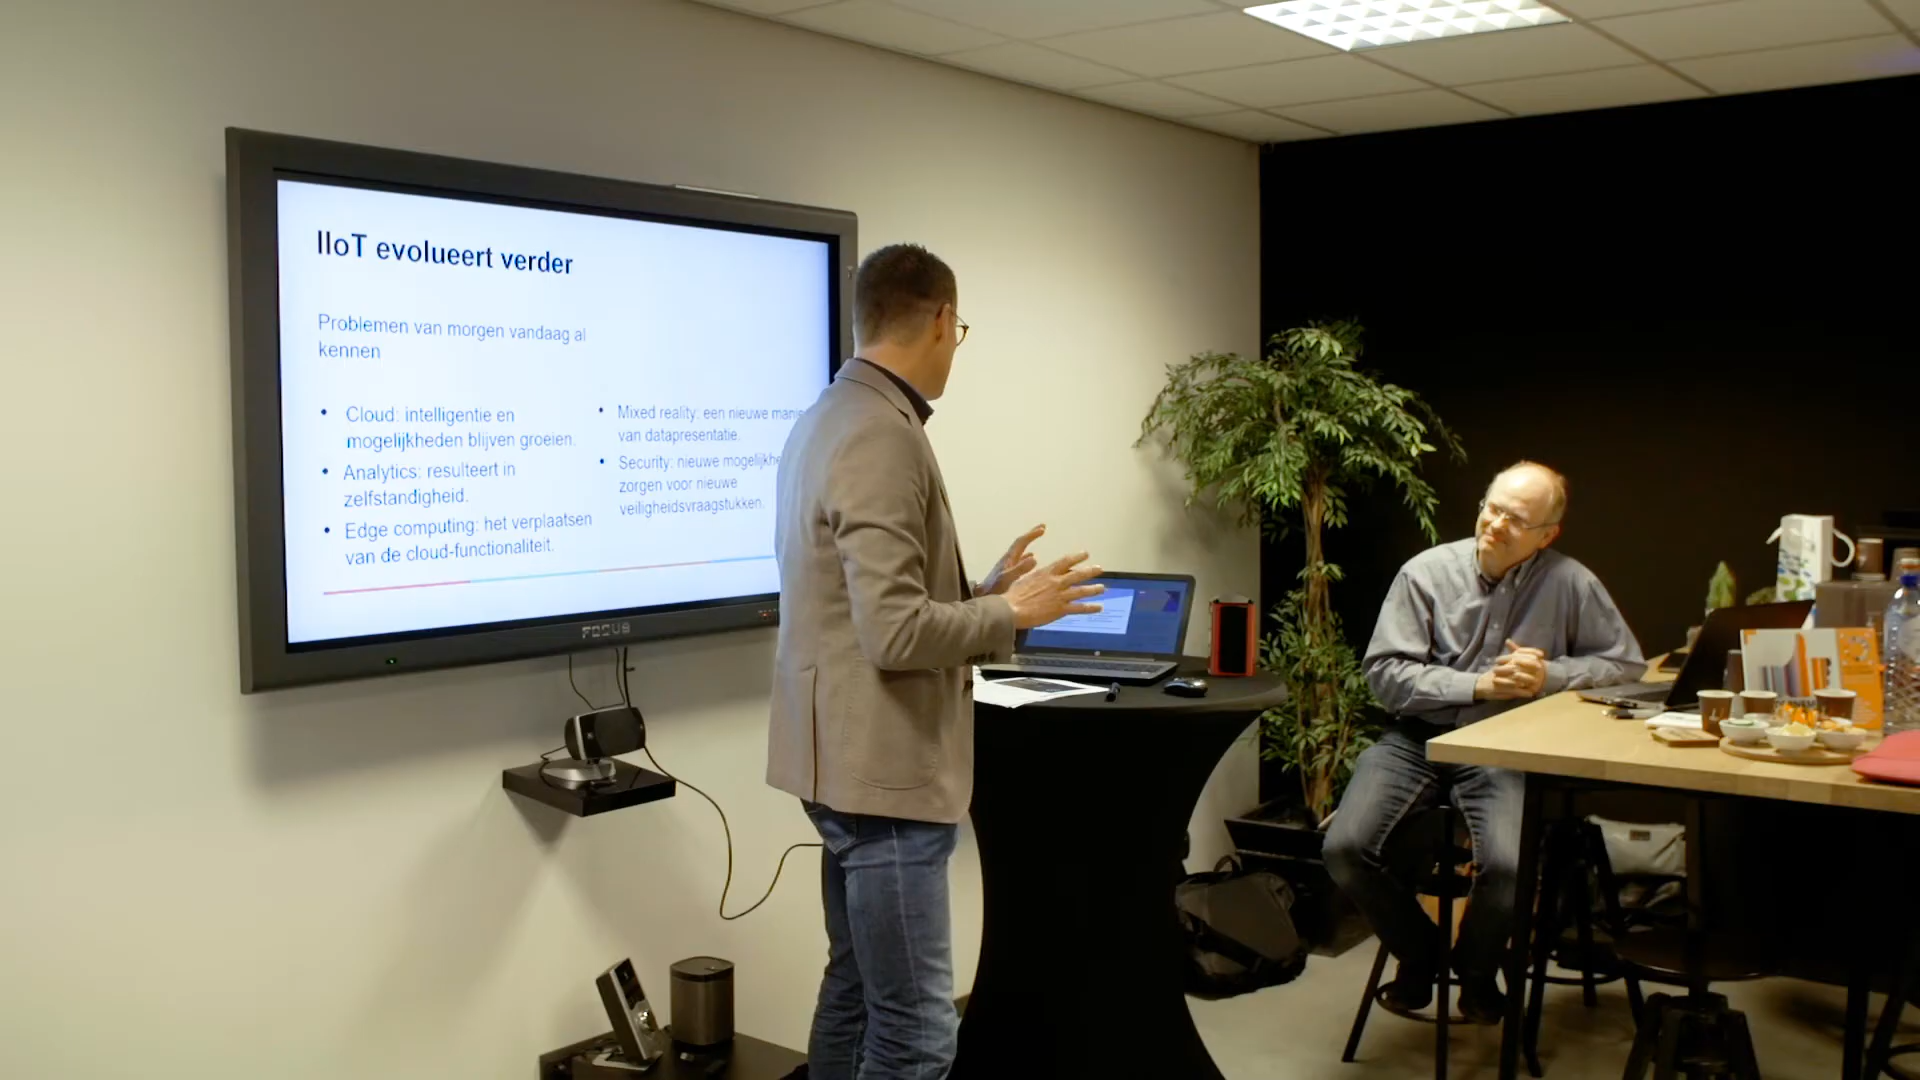 IIoT evolueert verder
Problemen van morgen vandaag al
kennen
• Cloud: intelligentie en
mogelijkheden blijven groeien.
• Analytics: resulteert in
zelfstandigheid.
• Edge computing: het verplaatsen
van de cloud-functionaliteit.
• Mixed reality: een nieuwe
van datapresentatie.
• Security: nieuwe
zorgen voor nieuwe
veiligheidsvraagstukken.
FOCUS